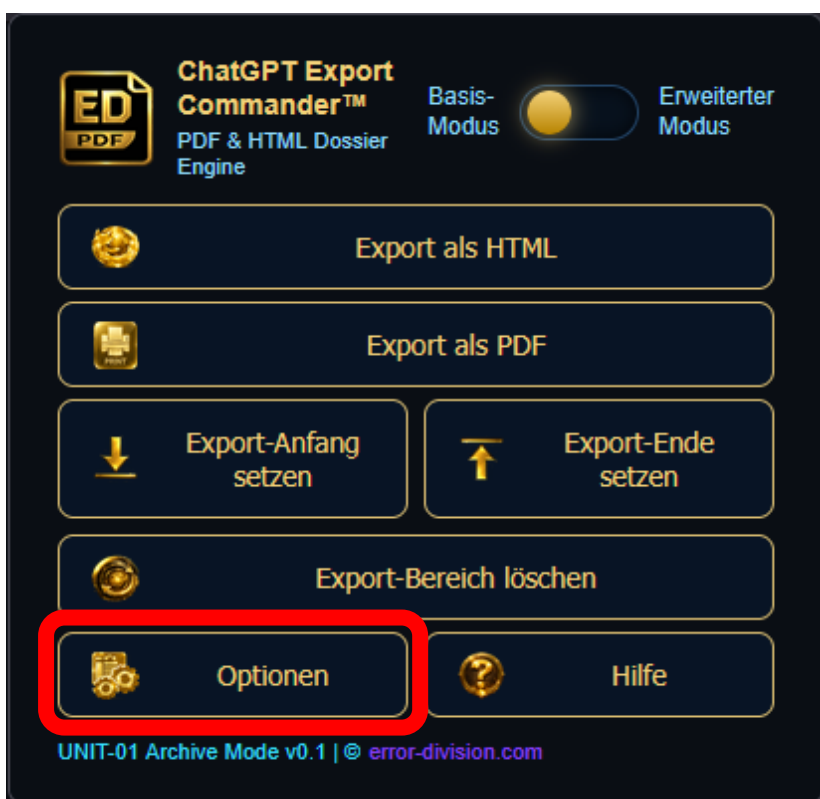 ED
PDF
ChatGPT Export
Commander™
PDF & HTML Dossier
Engine
Basis-
Modus
Erweiterter
Modus
Export als HTML
PRINT
Export als PDF
Export-Anfang
setzen
Export-Ende
setzen
Export-Bereich löschen
Optionen
?
Hilfe
UNIT-01 Archive Mode v0.1 | © error-division.com